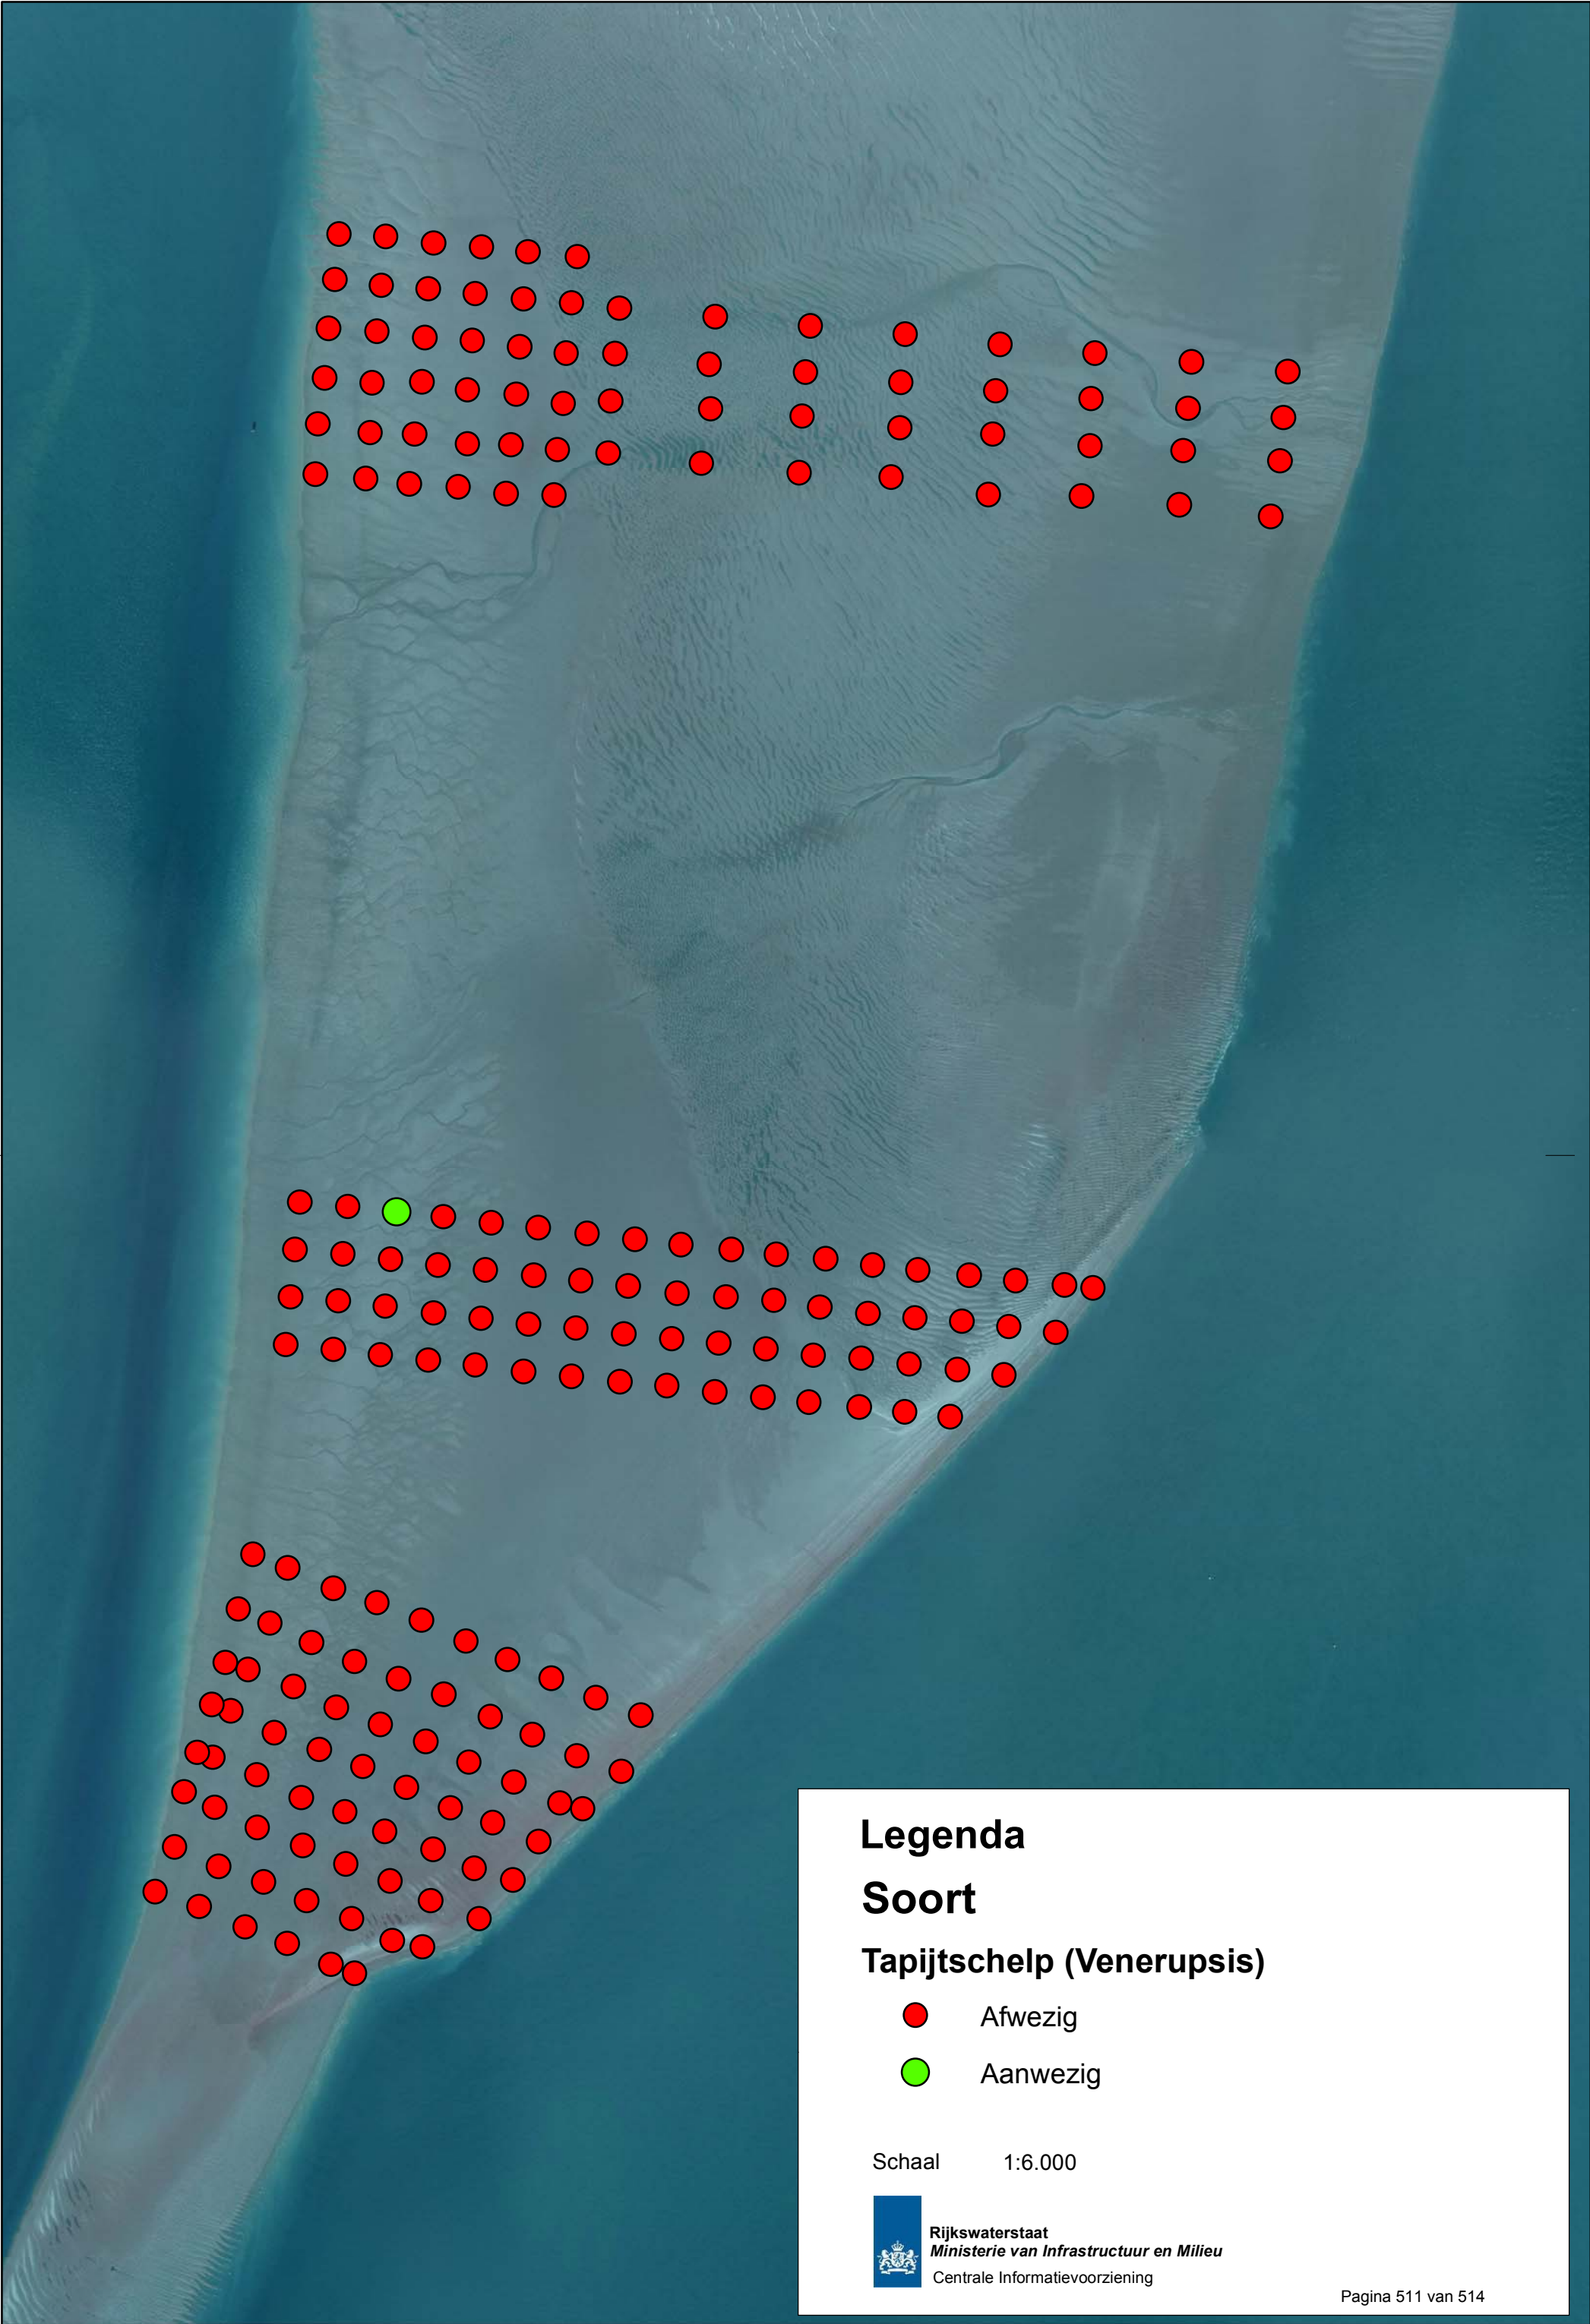 Legenda
Soort
Tapijtschelp (Venerupsis)
Afwezig
Aanwezig
Schaal 1:6.000
Rijkswaterstaat
Ministerie van Infrastructuur en Milieu
Centrale Informatievoorziening
Pagina 511 van 514